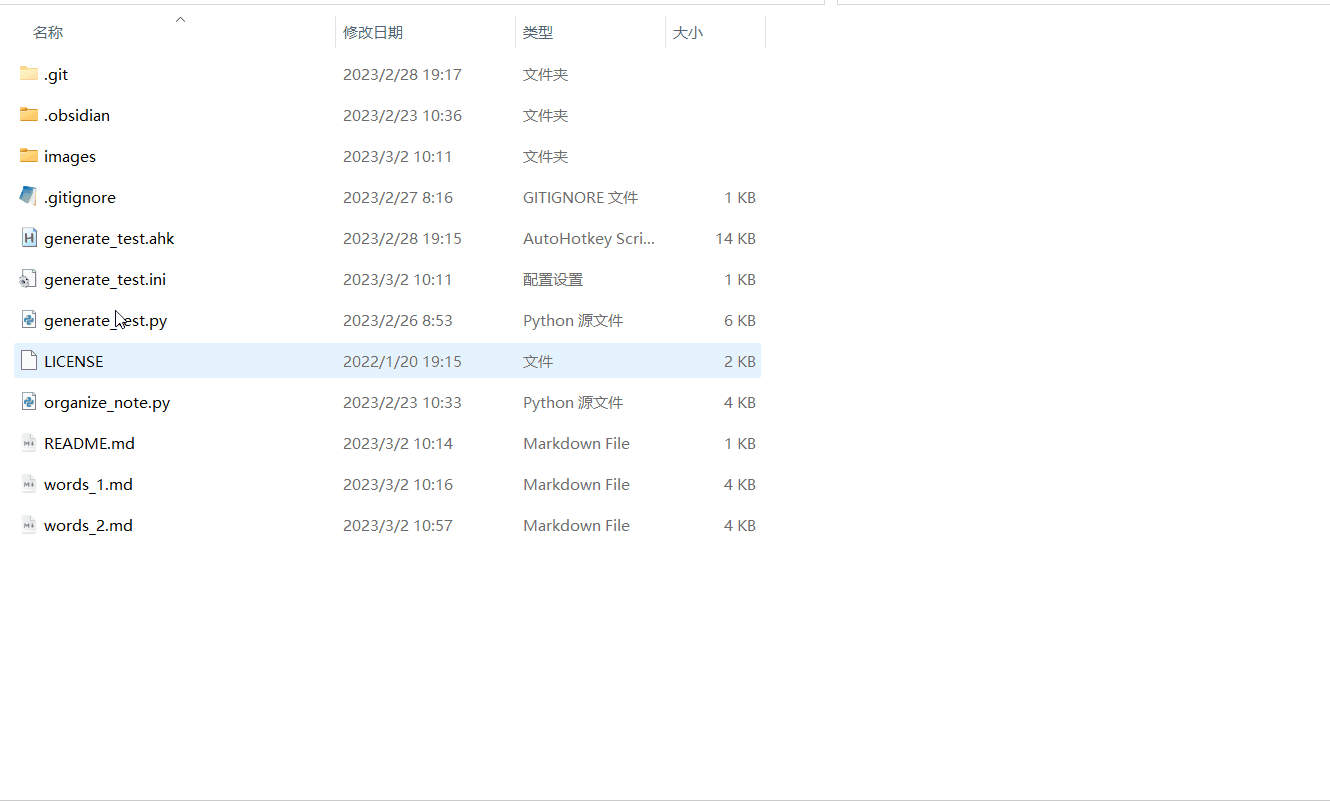 名称 修改日期 类型 大小
.git 2023/2/28 19:17 文件夹
.obsidian 2023/2/23 10:36 文件夹
images 2023/3/2 10:11 文件夹
.gitignore 2023/2/27 8:16 GITIGNORE 文件 1 KB
generate_test.ahk 2023/2/28 19:15 AutoHotkey Scri... 14 KB
generate_test.ini 2023/3/2 10:11 配置设置 1 KB
generate_test.py 2023/2/26 8:53 Python 源文件 6 KB
LICENSE 2022/1/20 19:15 文件 2 KB
organize_note.py 2023/2/23 10:33 Python 源文件 4 KB
README.md 2023/3/2 10:14 Markdown File 1 KB
words_1.md 2023/3/2 10:16 Markdown File 4 KB
words_2.md 2023/3/2 10:57 Markdown File 4 KB